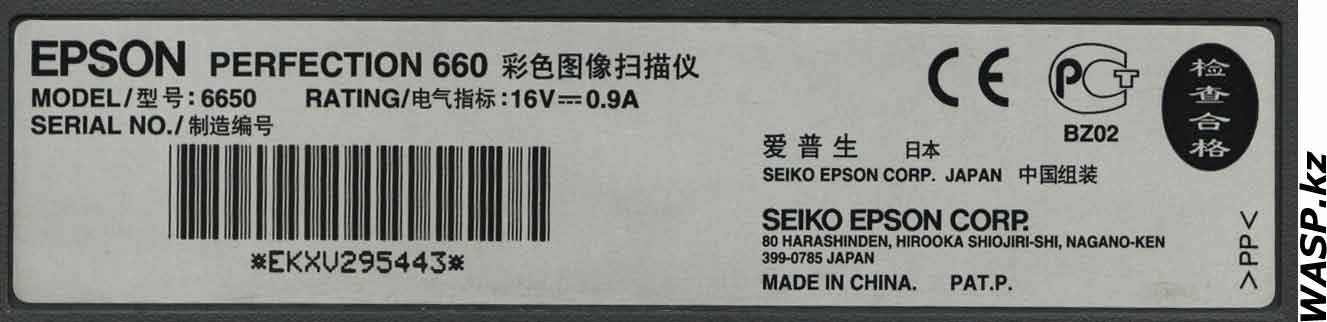 EPSON PERFECTION 660 彩色图像扫描仪
MODEL/型号:6650 RATING/电气指标:16V⎓0.9A
SERIAL NO./制造编号
*EKXV295443*
CE
PCT
BZ02
检查合格
爱普生 日本
SEIKO EPSON CORP. JAPAN 中国组装
SEIKO EPSON CORP.
80 HARASHINDEN, HIROOKA SHIOJIRI-SHI, NAGANO-KEN
399-0785 JAPAN
MADE IN CHINA. PAT.P.
>PP<
WASP.kz